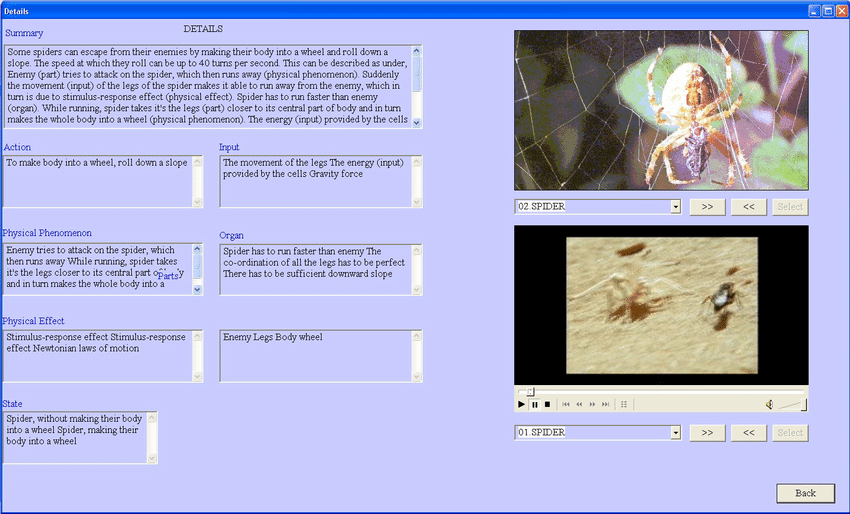 Details
DETAILS
Summary
Some spiders can escape from their enemies by making their body into a wheel and roll down a
slope. The speed at which they roll can be up to 40 turns per second. This can be described as under,
Enemy (part) tries to attack on the spider, which then runs away (physical phenomenon). Suddenly
the movement (input) of the legs of the spider makes it able to run away from the enemy, which in
turn is due to stimulus-response effect (physical effect). Spider has to run faster than enemy
(organ). While running, spider takes it's the legs (part) closer to its central part of body and in turn
makes the whole body into a wheel (physical phenomenon). The energy (input) provided by the cells
Action
To make body into a wheel, roll down a slope
Input
The movement of the legs The energy (input)
provided by the cells Gravity force
Physical Phenomenon
Enemy tries to attack on the spider, which
then runs away While running, spider takes
it's the legs closer to its central part
and in turn makes the whole body into a
Parts
Organ
Spider has to run faster than enemy The
co-ordination of all the legs has to be perfect
There has to be sufficient downward slope
Physical Effect
Stimulus-response effect Stimulus-response
effect Newtonian laws of motion
Enemy Legs Body wheel
State
Spider, without making their body
into a wheel Spider, making their
body into a wheel
02 SPIDER
>>
<<
Select
01 SPIDER
>>
<<
Select
Back